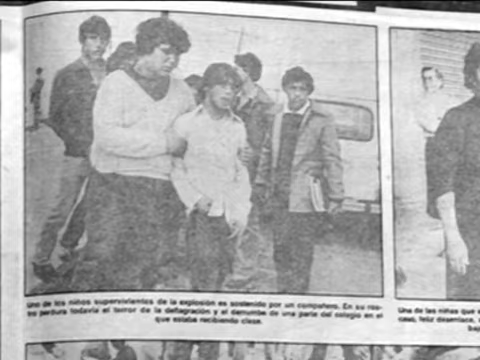 Uno de los niños supervivientes de la explosión es sostenido por un compañero. En su ros-
tro perdura todavía el terror de la deflagración y el derrumbe de una parte del colegio en el
que estaba recibiendo clase.
Una de las niñas que
caso, feliz desenlace,